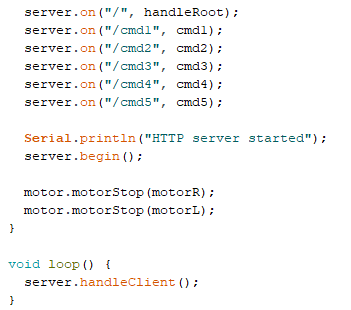 server.on("/", handleRoot);
server.on("/cmd1", cmd1);
server.on("/cmd2", cmd2);
server.on("/cmd3", cmd3);
server.on("/cmd4", cmd4);
server.on("/cmd5", cmd5);
Serial.println("HTTP server started");
server.begin();
motor.motorStop(motorR);
motor.motorStop(motorL);
}
void loop() {
server.handleClient();
}